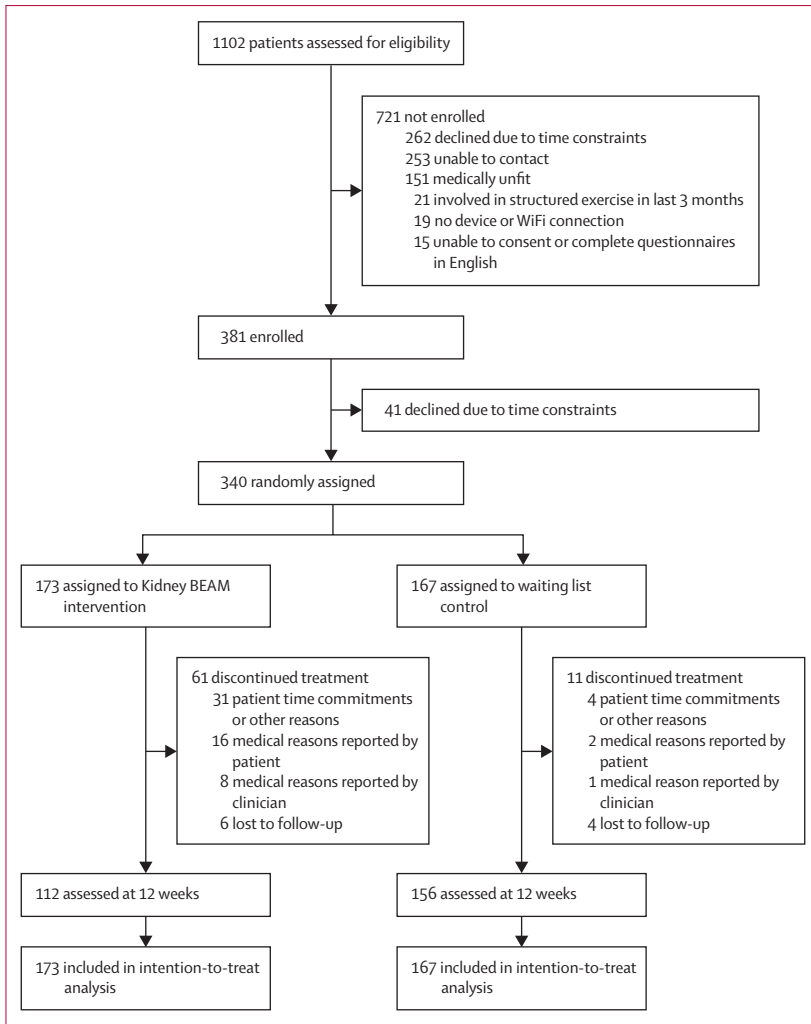 1102 patients assessed for eligibility
721 not enrolled
262 declined due to time constraints
253 unable to contact
151 medically unfit
21 involved in structured exercise in last 3 months
19 no device or WiFi connection
15 unable to consent or complete questionnaires
in English
381 enrolled
41 declined due to time constraints
340 randomly assigned
173 assigned to Kidney BEAM
intervention
167 assigned to waiting list
control
61 discontinued treatment
31 patient time commitments
or other reasons
16 medical reasons reported by
patient
8 medical reasons reported by
clinician
6 lost to follow-up
11 discontinued treatment
4 patient time commitments
or other reasons
2 medical reasons reported by
patient
1 medical reason reported by
clinician
4 lost to follow-up
112 assessed at 12 weeks
156 assessed at 12 weeks
173 included in intention-to-treat
analysis
167 included in intention-to-treat
analysis